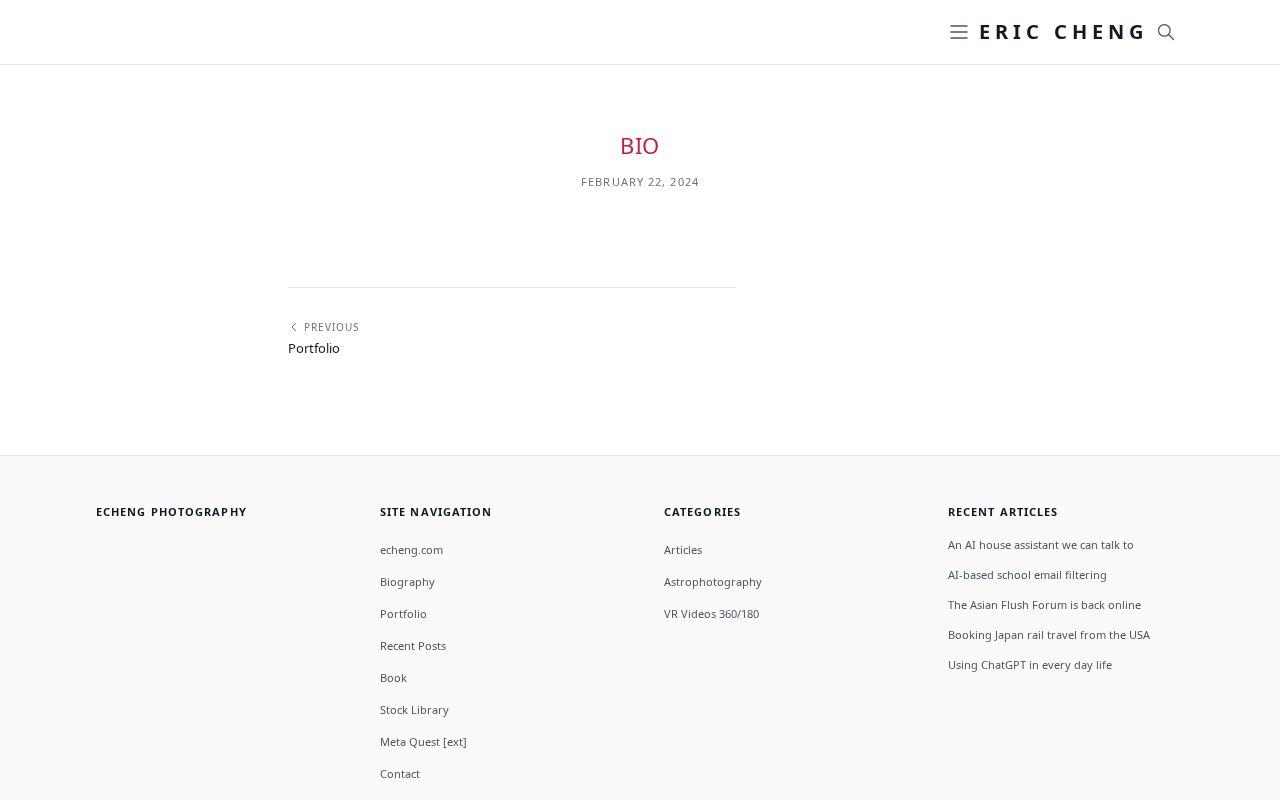 ERIC CHENG
BIO
FEBRUARY 22, 2024
PREVIOUS
Portfolio
ECHENG PHOTOGRAPHY
SITE NAVIGATION
echeng.com
Biography
Portfolio
Recent Posts
Book
Stock Library
Meta Quest [ext]
Contact
CATEGORIES
Articles
Astrophotography
VR Videos 360/180
RECENT ARTICLES
An AI house assistant we can talk to
AI-based school email filtering
The Asian Flush Forum is back online
Booking Japan rail travel from the USA
Using ChatGPT in every day life